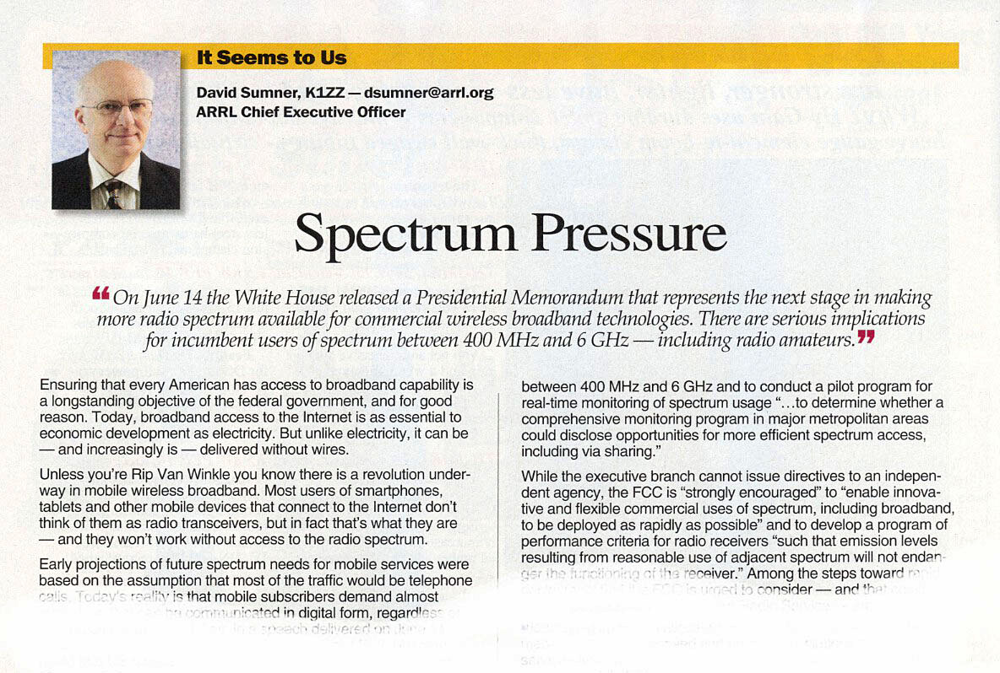 It Seems to Us
David Sumner, K1ZZ — dsumner@arrl.org
ARRL Chief Executive Officer
Spectrum Pressure
“On June 14 the White House released a Presidential Memorandum that represents the next stage in making
more radio spectrum available for commercial wireless broadband technologies. There are serious implications
for incumbent users of spectrum between 400 MHz and 6 GHz — including radio amateurs.”
Ensuring that every American has access to broadband capability is
a longstanding objective of the federal government, and for good
reason. Today, broadband access to the Internet is as essential to
economic development as electricity. But unlike electricity, it can be
— and increasingly is — delivered without wires.
Unless you’re Rip Van Winkle you know there is a revolution under-
way in mobile wireless broadband. Most users of smartphones,
tablets and other mobile devices that connect to the Internet don’t
think of them as radio transceivers, but in fact that’s what they are
— and they won’t work without access to the radio spectrum.
Early projections of future spectrum needs for mobile services were
based on the assumption that most of the traffic would be telephone
calls. Today’s reality is that mobile subscribers demand almost
be communicated in digital form, regardless
in a speech delivered on June
between 400 MHz and 6 GHz and to conduct a pilot program for
real-time monitoring of spectrum usage “…to determine whether a
comprehensive monitoring program in major metropolitan areas
could disclose opportunities for more efficient spectrum access,
including via sharing.”
While the executive branch cannot issue directives to an indepen-
dent agency, the FCC is “strongly encouraged” to “enable innova-
tive and flexible commercial uses of spectrum, including broadband,
to be deployed as rapidly as possible” and to develop a program of
performance criteria for radio receivers “such that emission levels
resulting from reasonable use of adjacent spectrum will not endan-
ger the functioning of the receiver.” Among the steps toward
FCC is urged to consider — and that